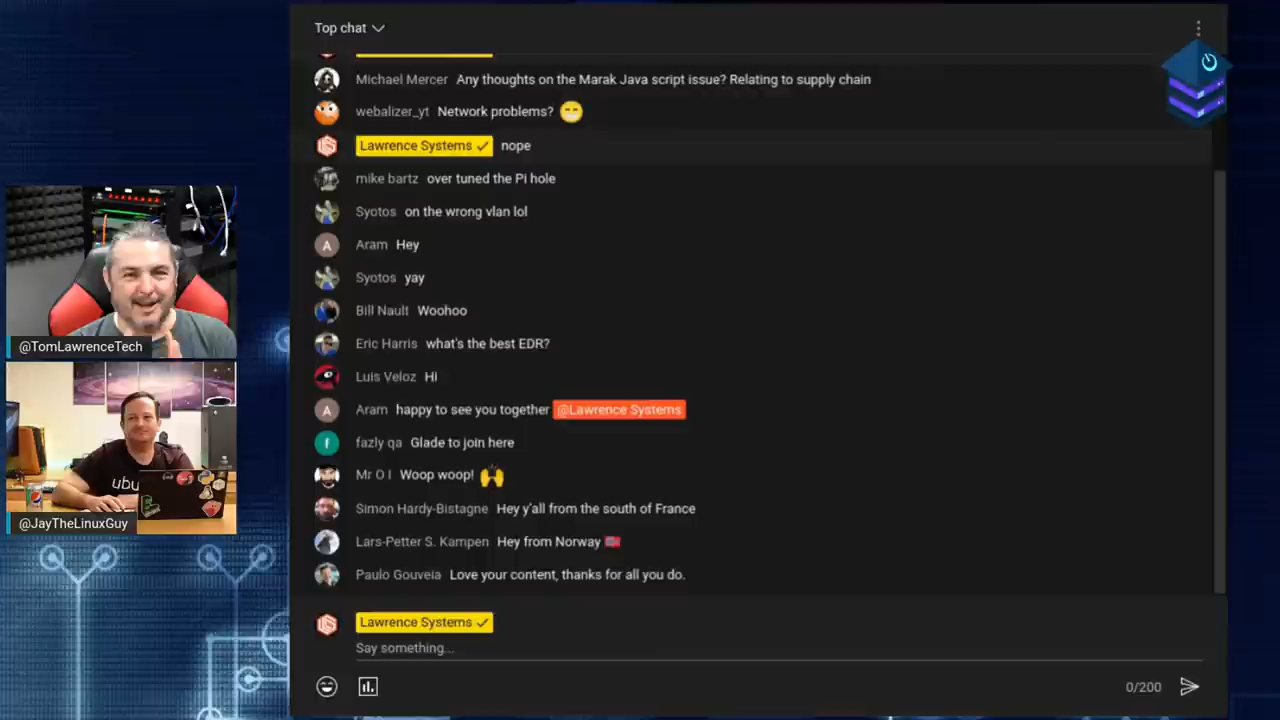 Top chat
Michael Mercer Any thoughts on the Marak Java script issue? Relating to supply chain
webalizer_yt Network problems?
Lawrence Systems nope
mike bartz over tuned the Pi hole
Syotos on the wrong vlan lol
Aram Hey
A
Syotos yay
Bill Nault Woohoo
Eric Harris what's the best EDR?
Luis Veloz Hi
A
Aram happy to see you together @Lawrence Systems
f
fazly qa Glade to join here
Mr O I Woop woop!
Simon Hardy-Bistagne Hey y'all from the south of France
Lars-Petter S. Kampen Hey from Norway
Paulo Gouveia Love your content, thanks for all you do.
Lawrence Systems
Say something...
0/200
@TomLawrenceTech
ubu
@JayTheLinuxGuy